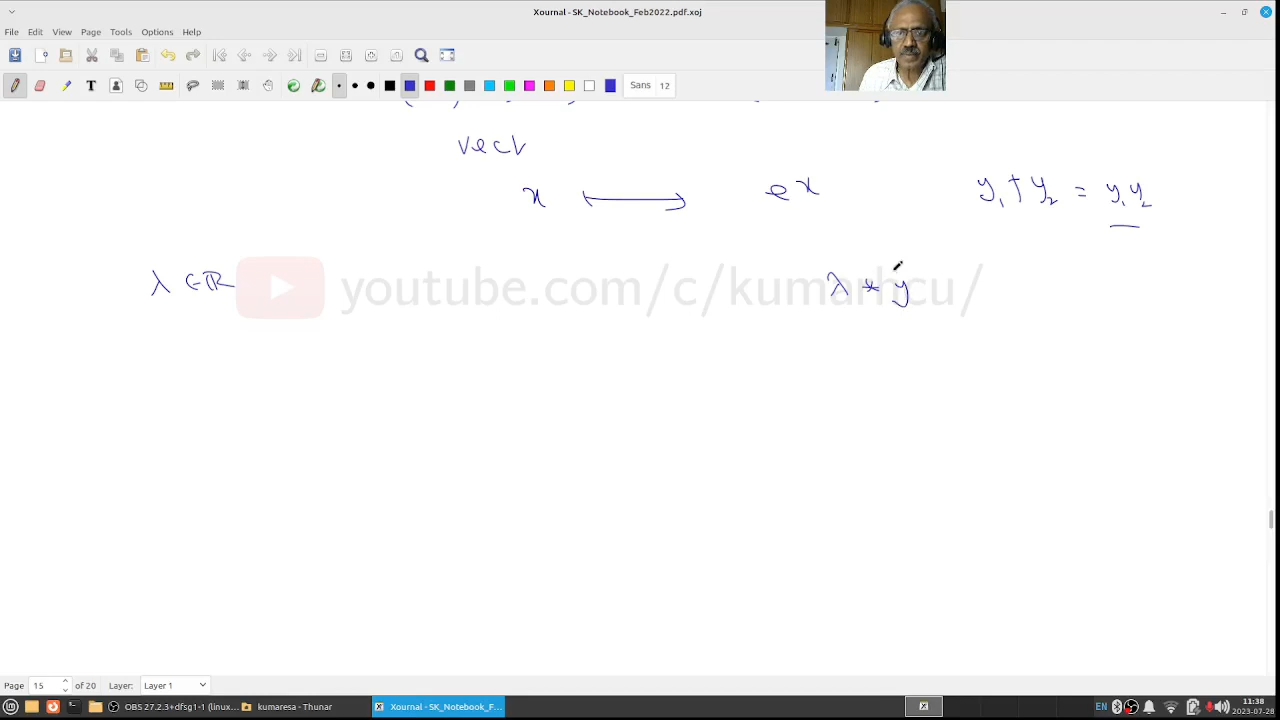 Xournal - SK_Notebook_Feb2022.pdf.xoj
File Edit View Page Tools Options Help
T Sans 12
vect
x ⟼ e^x y₁ + y₂ = y₁y₂
λ ∈ ℝ λ * y
youtube.com/c/kumarhcu/
Page 15 of 20 Layer: Layer 1
OBS 27.2.3+dfsg1-1 (linux... kumaresa - Thunar Xournal - SK_Notebook_F... EN 11:38
2023-07-28